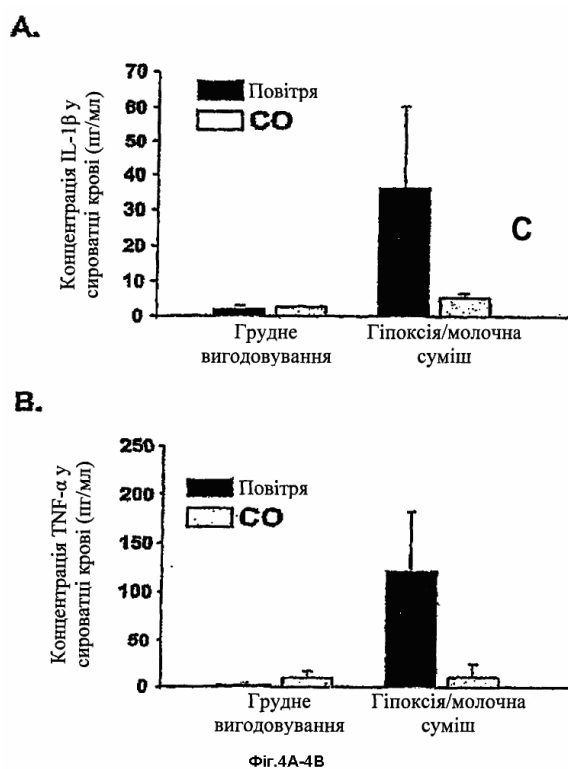 A.
Концентрація IL-1β у
сироватці крові (пг/мл)
70
60
50
40
30
20
10
0
Повітря
CO
C
Грудне
вигодовування
Гіпоксія/молочна
суміш
B.
Концентрація TNF-α у
сироватці крові (пг/мл)
250
200
150
100
50
0
Повітря
CO
Грудне
вигодовування
Гіпоксія/молочна
суміш
Фіг.4A-4B